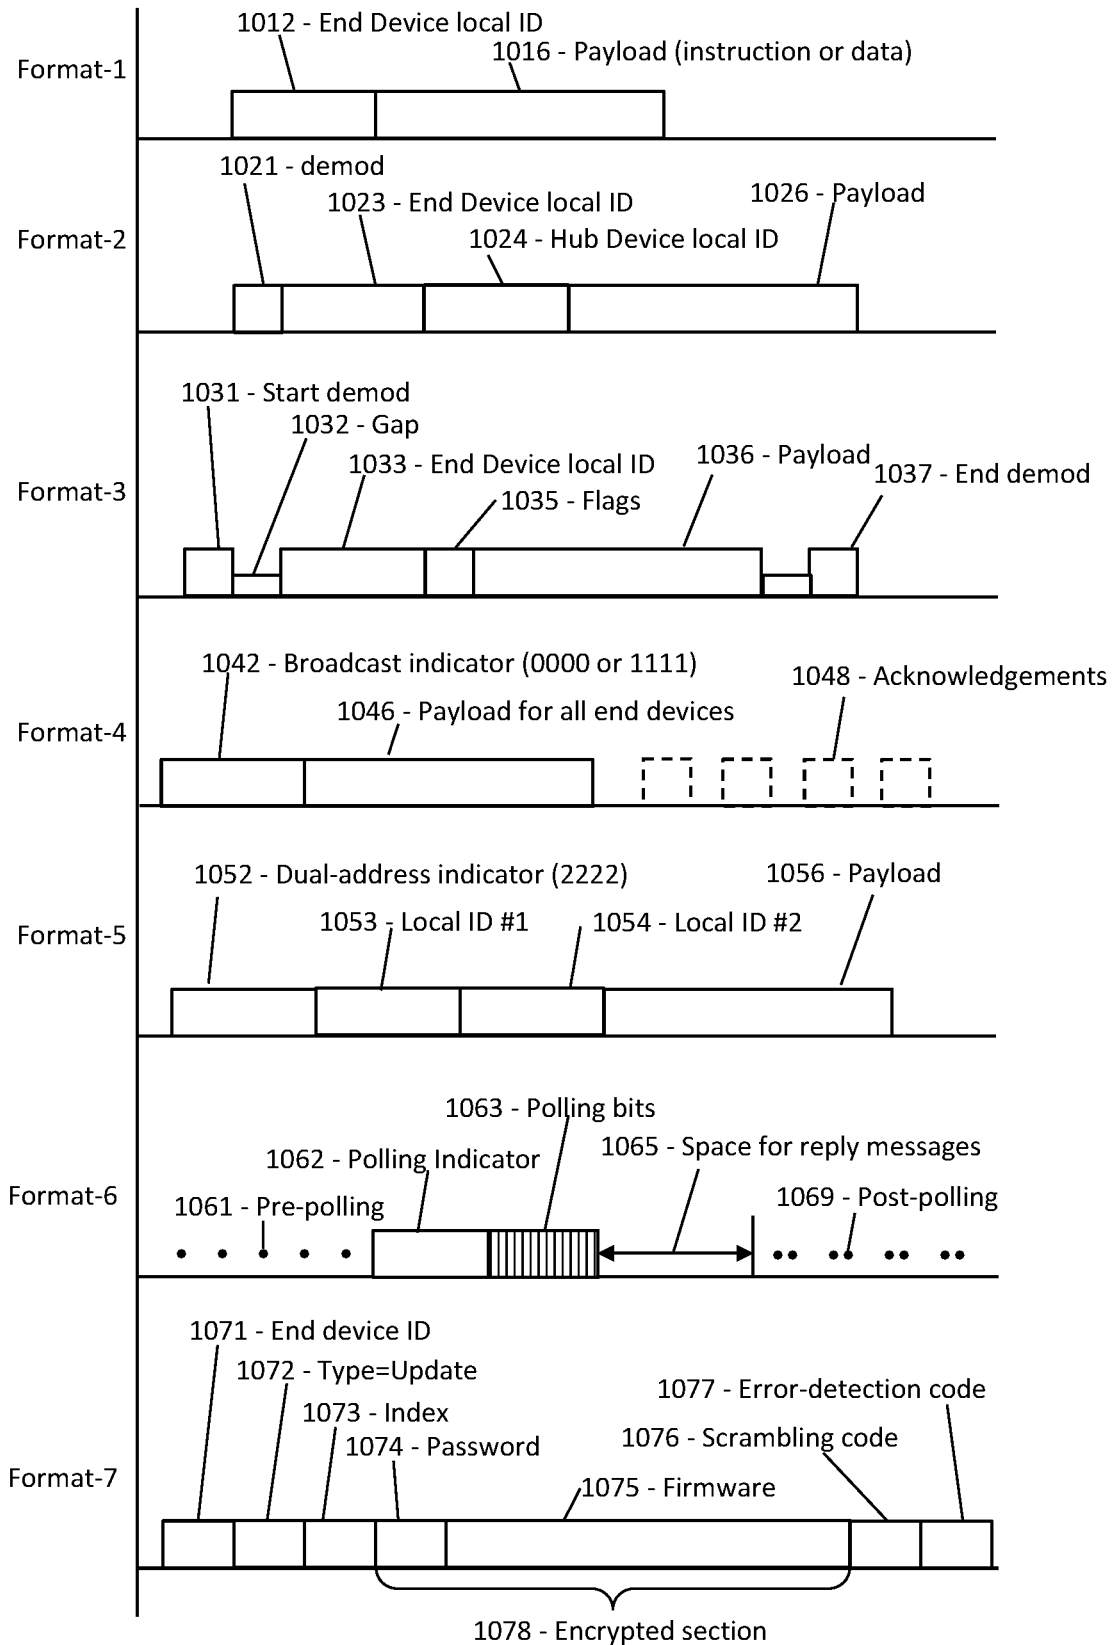 1012 - End Device local ID
1016 - Payload (instruction or data)
Format-1
1021 - demod
1023 - End Device local ID
1026 - Payload
1024 - Hub Device local ID
Format-2
1031 - Start demod
1032 - Gap
1033 - End Device local ID
1036 - Payload
1037 - End demod
1035 - Flags
Format-3
1042 - Broadcast indicator (0000 or 1111)
1048 - Acknowledgements
1046 - Payload for all end devices
Format-4
1052 - Dual-address indicator (2222)
1056 - Payload
1053 - Local ID #1
1054 - Local ID #2
Format-5
1063 - Polling bits
1062 - Polling Indicator
1065 - Space for reply messages
1061 - Pre-polling
1069 - Post-polling
Format-6
1071 - End device ID
1072 - Type=Update
1077 - Error-detection code
1073 - Index
1074 - Password
1076 - Scrambling code
Format-7
1075 - Firmware
1078 - Encrypted section